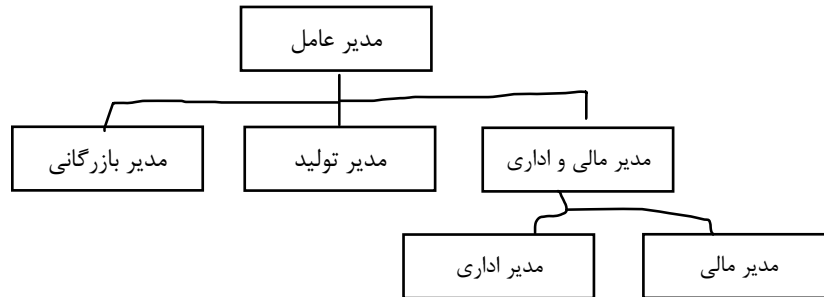 مدیر عامل
مدیر مالی و اداری
مدیر تولید
مدیر بازرگانی
مدیر مالی
مدیر اداری